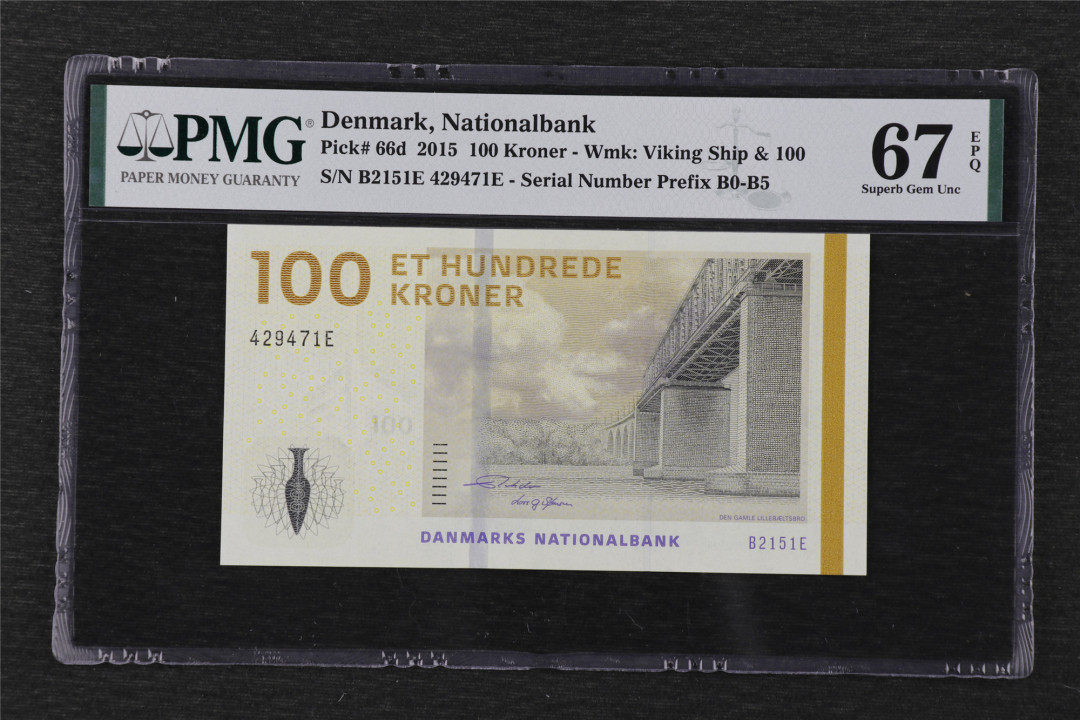 PMG®
PAPER MONEY GUARANTY
Denmark, Nationalbank
Pick# 66d 2015 100 Kroner - Wmk: Viking Ship & 100
S/N B2151E 429471E - Serial Number Prefix B0-B5
67
Superb Gem Unc
EPQ
100
ET HUNDREDE
KRONER
429471E
100
DEN GAMLE LILLEBÆLTSBRO
DANMARKS NATIONALBANK
B2151E